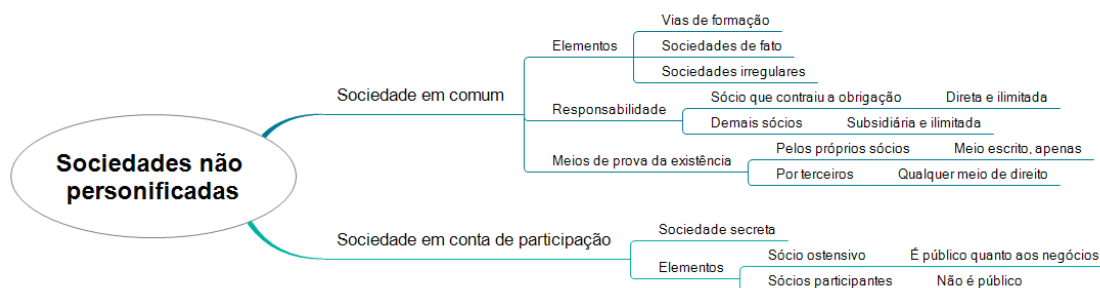 Sociedades não
personificadas
Sociedade em comum
Elementos
Vias de formação
Sociedades de fato
Sociedades irregulares
Responsabilidade
Sócio que contraiu a obrigação
Direta e ilimitada
Demais sócios
Subsidiária e ilimitada
Meios de prova da existência
Pelos próprios sócios
Meio escrito, apenas
Por terceiros
Qualquer meio de direito
Sociedade em conta de participação
Sociedade secreta
Elementos
Sócio ostensivo
É público quanto aos negócios
Sócios participantes
Não é público